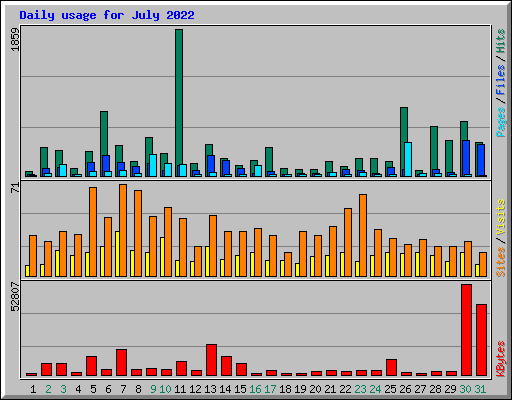 Daily usage for July 2022
1859
Pages / Files / Hits
71
Sites / Visits
52807
KBytes
1 2 3 4 5 6 7 8 9 10 11 12 13 14 15 16 17 18 19 20 21 22 23 24 25 26 27 28 29 30 31